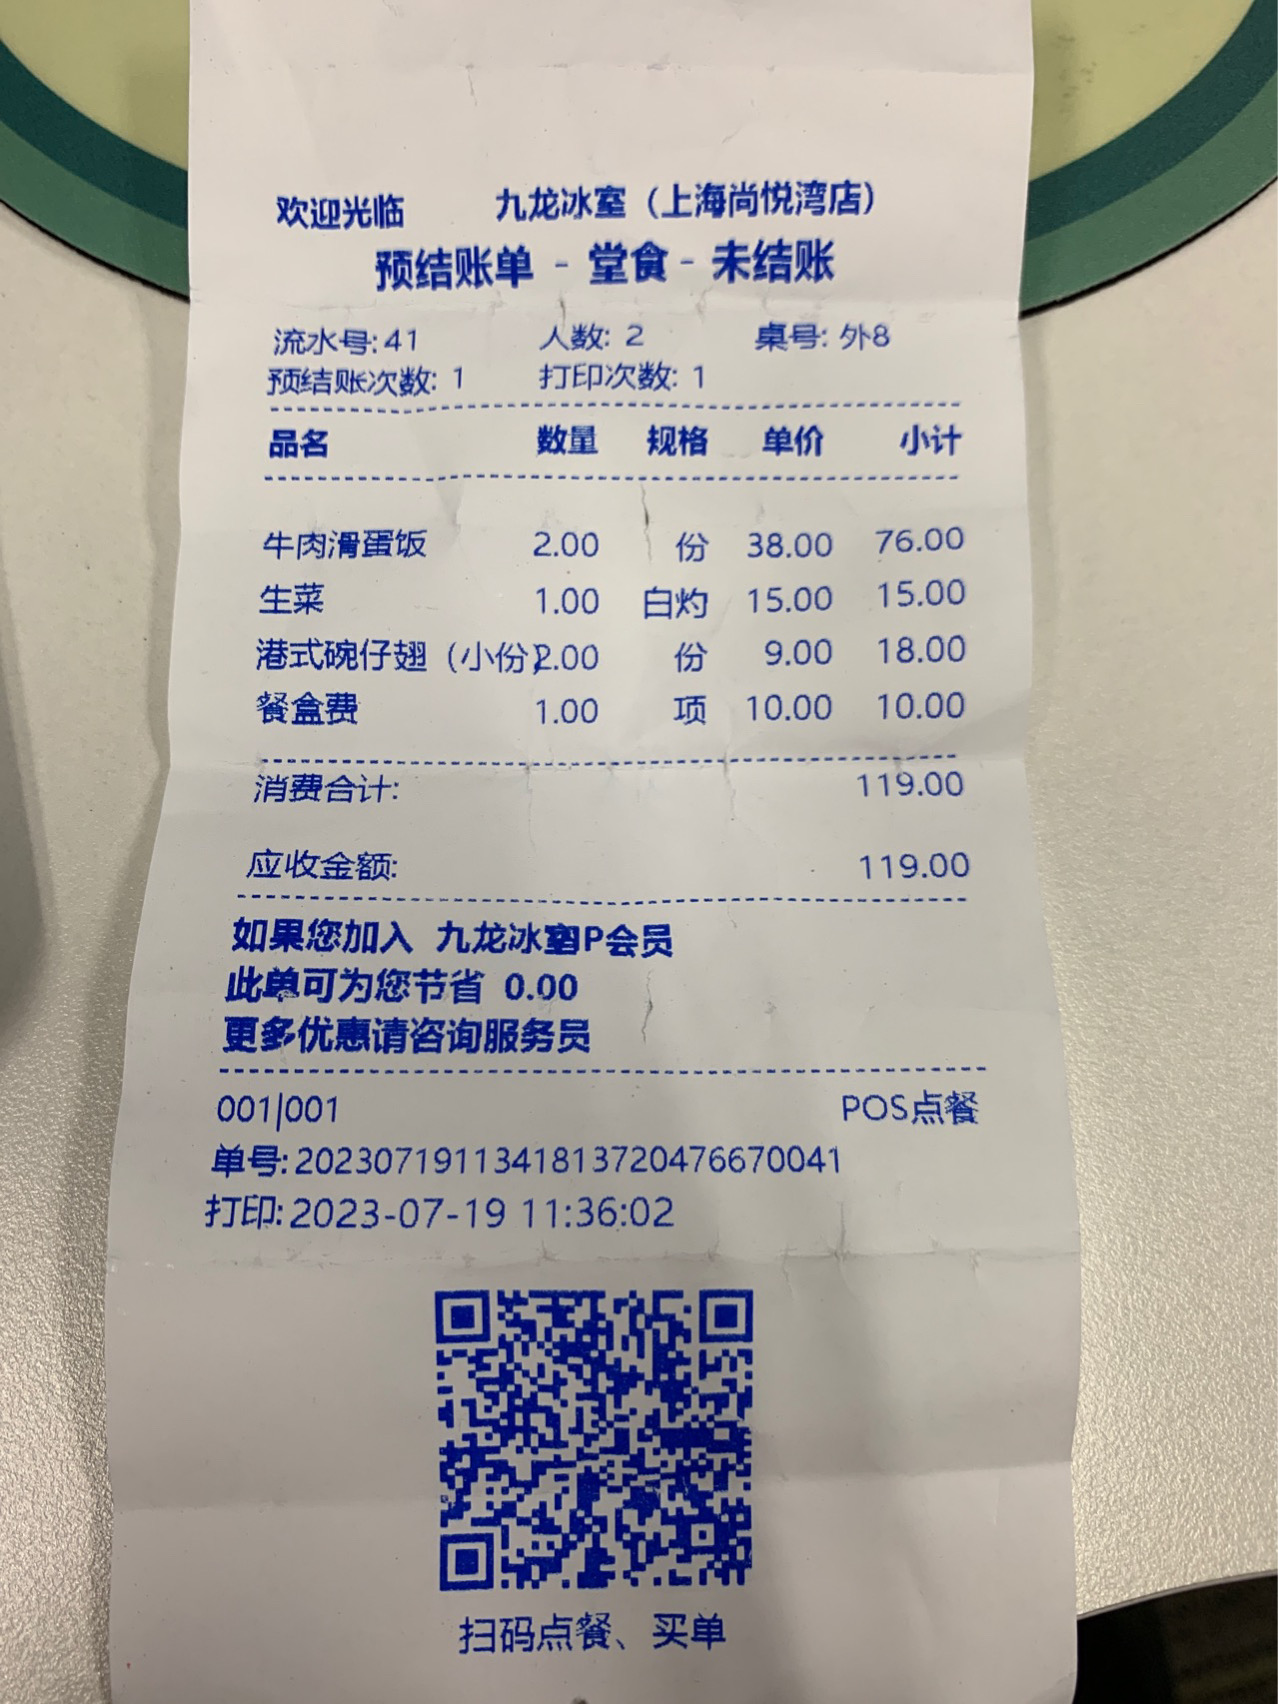 欢迎光临 九龙冰室（上海尚悦湾店）
预结账单 - 堂食 - 未结账
流水号: 41 人数: 2 桌号: 外8
预结账次数: 1 打印次数: 1
品名 数量 规格 单价 小计
牛肉滑蛋饭 2.00 份 38.00 76.00
生菜 1.00 白灼 15.00 15.00
港式碗仔翅（小份）2.00 份 9.00 18.00
餐盒费 1.00 项 10.00 10.00
消费合计: 119.00
应收金额: 119.00
如果您加入 九龙冰室 P会员
此单可为您节省 0.00
更多优惠请咨询服务员
001|001 POS点餐
单号: 20230719113418137204766​70041
打印: 2023-07-19 11:36:02
扫码点餐、买单